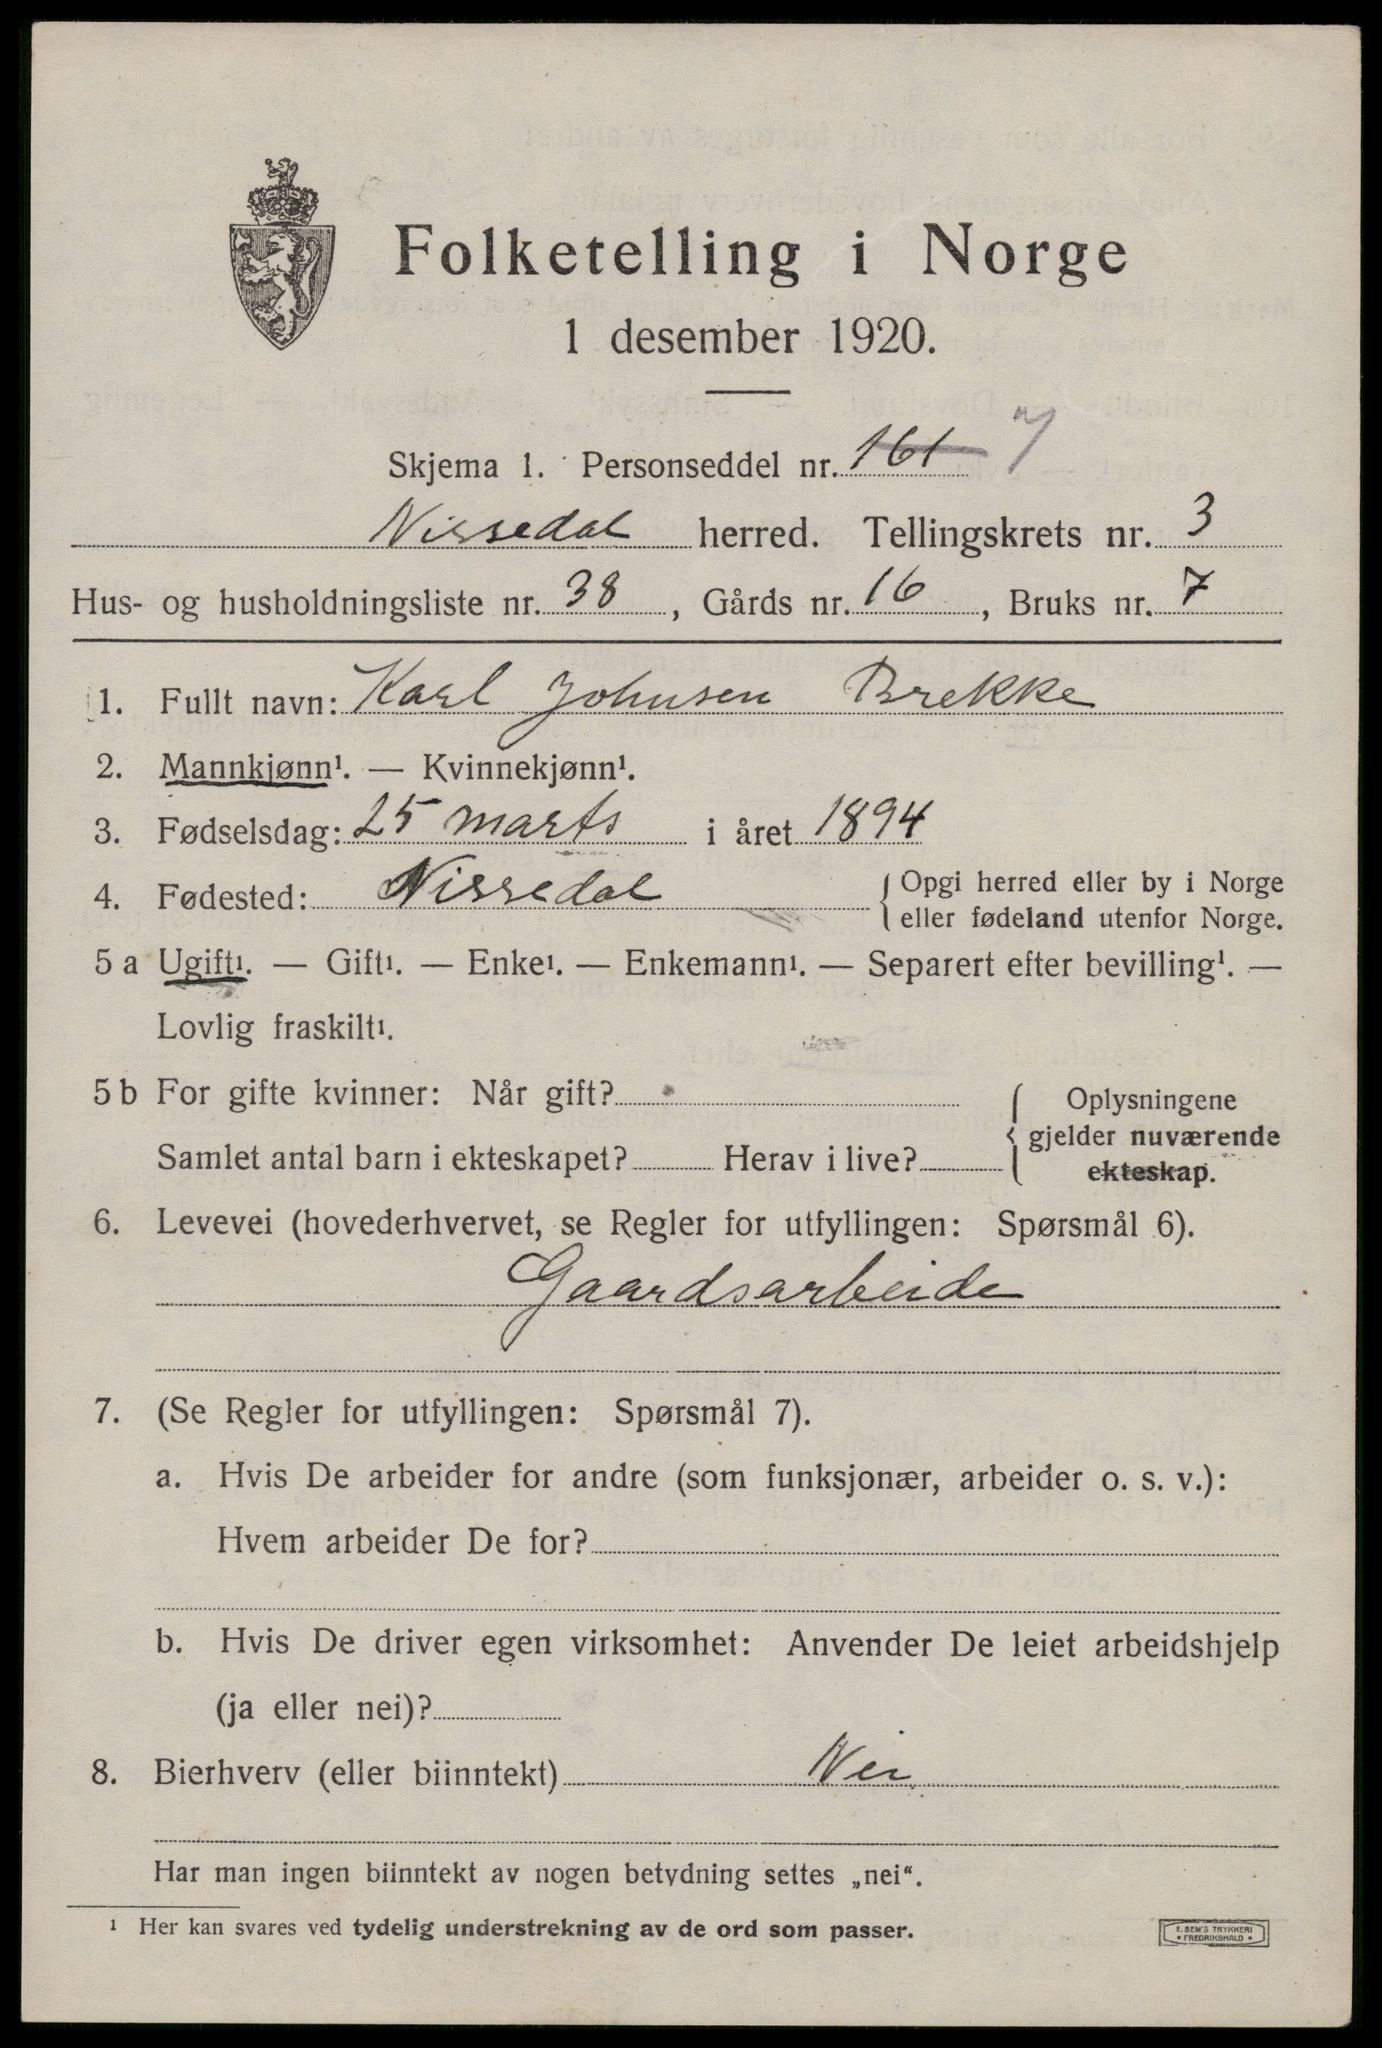 Folketelling i Norge
1 desember 1920.
Skjema 1. Personseddel nr. 161 7
Nissedal herred. Tellingskrets nr. 3
Hus- og husholdningsliste nr. 38, Gårds nr. 16, Bruks nr. 7
1. Fullt navn: Karl Johnsen Brekke
2. Mannkjønn¹. — Kvinnekjønn¹.
3. Fødselsdag: 25 marts i året 1894
4. Fødested: Nissedal { Opgi herred eller by i Norge
eller fødeland utenfor Norge.
5 a Ugift¹. — Gift¹. — Enke¹. — Enkemann¹. — Separert efter bevilling¹. —
Lovlig fraskilt¹.
5 b For gifte kvinner: Når gift? { Oplysningene
gjelder nuværende
Samlet antal barn i ekteskapet? Herav i live?
ekteskap.
6. Levevei (hovederhvervet, se Regler for utfyllingen: Spørsmål 6).
Gaardsarbeide
7. (Se Regler for utfyllingen: Spørsmål 7).
a. Hvis De arbeider for andre (som funksjonær, arbeider o. s. v.):
Hvem arbeider De for?
b. Hvis De driver egen virksomhet: Anvender De leiet arbeidshjelp
(ja eller nei)?
8. Bierhverv (eller biinntekt) Nei
Har man ingen biinntekt av nogen betydning settes „nei“.
¹ Her kan svares ved tydelig understrekning av de ord som passer.
E. SEM'S TRYKKERI
* FREDRIKSHALD *